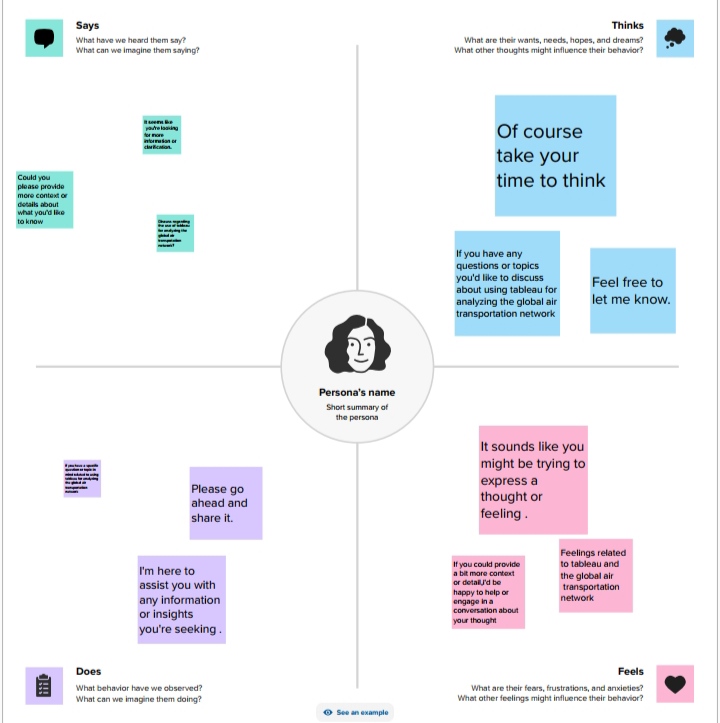 Says
What have we heard them say?
What can we imagine them saying?
Thinks
What are their wants, needs, hopes, and dreams?
What other thoughts might influence their behavior?
It seems like
you're looking
for more
information or
clarification.
Could you
please provide
more context or
details about
what you'd like
to know
Discuss regarding
the use of tableau
for analyzing the
global air
transportation
network?
Of course
take your
time to think
If you have any
questions or topics
you'd like to discuss
about using tableau for
analyzing the global air
transportation network
Feel free to
let me know.
Persona's name
Short summary of
the persona
If you have a specific
question or topic in
mind related to using
tableau for analyzing
the global air
transportation
network
Please go
ahead and
share it.
I'm here to
assist you with
any information
or insights
you're seeking .
It sounds like you
might be trying to
express a
thought or
feeling .
If you could provide
a bit more context
or detail,I'd be
happy to help or
engage in a
conversation about
your thought
Feelings related
to tableau and
the global air
transportation
network
Does
What behavior have we observed?
What can we imagine them doing?
Feels
What are their fears, frustrations, and anxieties?
What other feelings might influence their behavior?
See an example